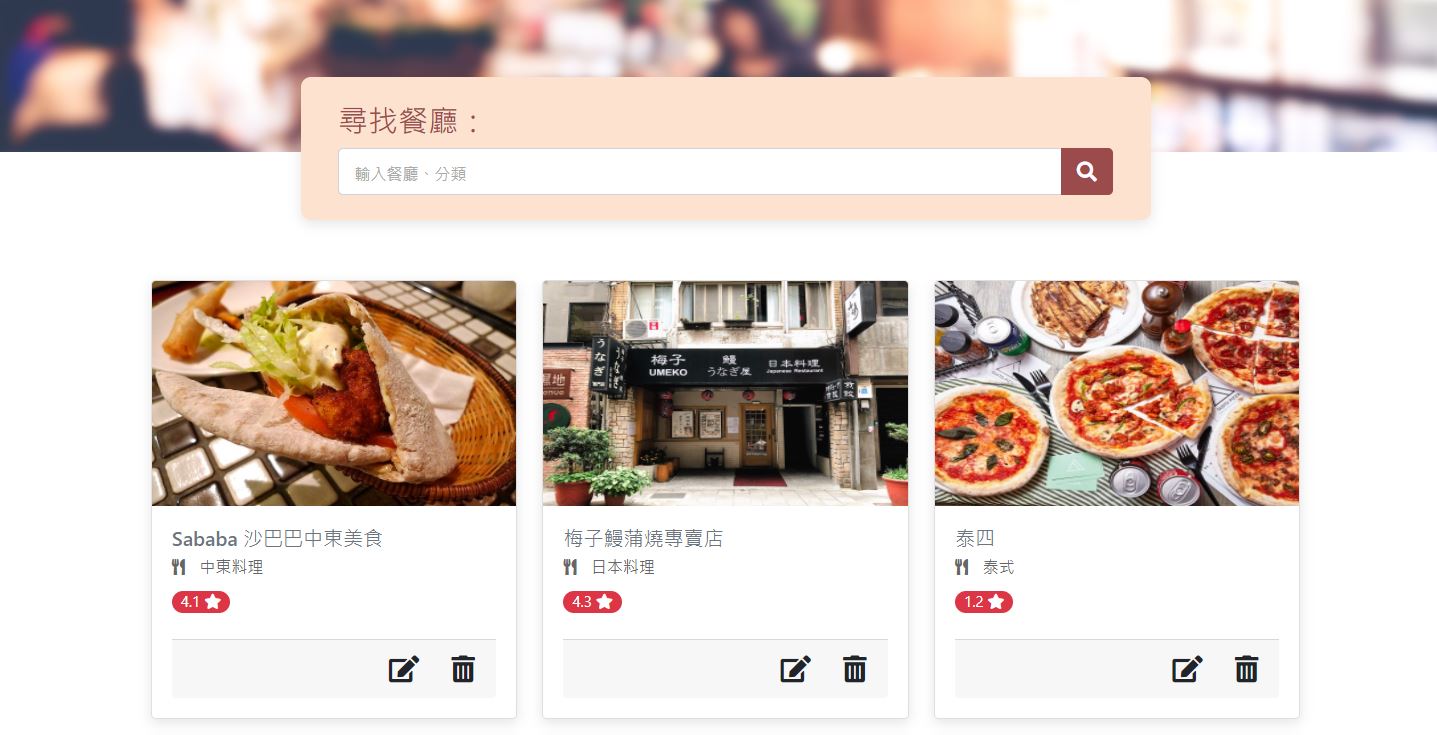 尋找餐廳：
輸入餐廳、分類
うなぎ
梅子 鰻 日本料理
UMEKO うなぎ屋 Japanese Restaurant
Sababa 沙巴巴中東美食
中東料理
4.1
梅子鰻蒲燒專賣店
日本料理
4.3
泰四
泰式
1.2